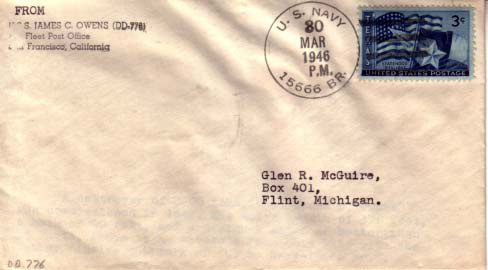 FROM
S. JAMES C. OWENS (DD-776)
Fleet Post Office
Francisco, California
U. S. NAVY
30
MAR
1946
P.M.
15666 BR.
TEXAS
3¢
STATEHOOD
UNITED STATES POSTAGE
Glen R. McGuire,
Box 401,
Flint, Michigan.
DD 776